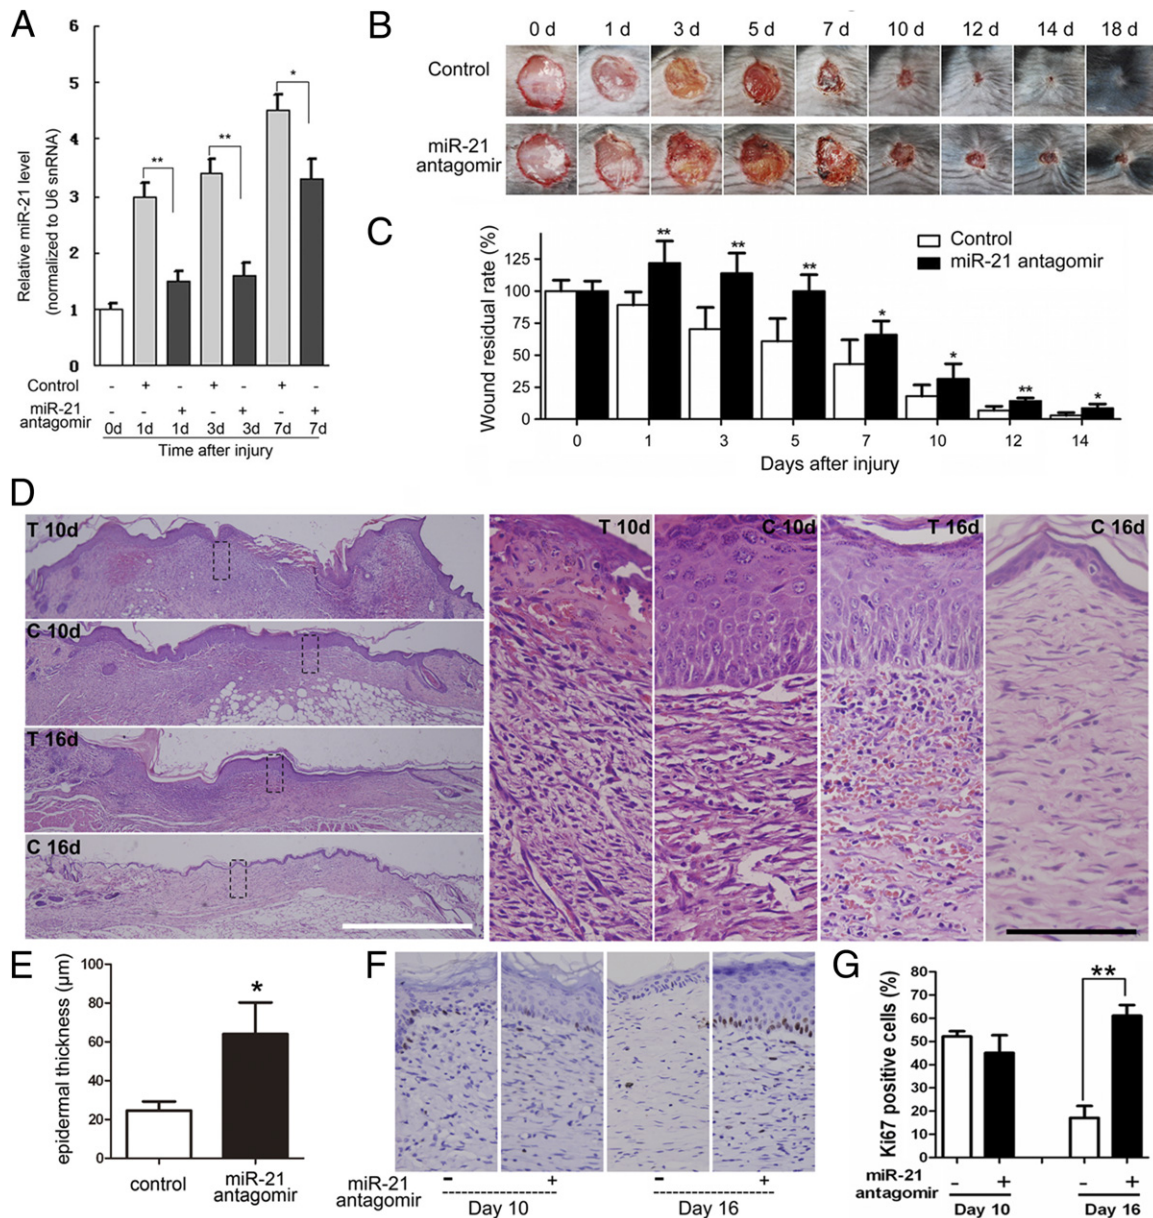 A
Relative miR-21 level
(normalized to U6 snRNA)
6
5
4
3
2
1
0
** ** *
Control - + - + - + -
miR-21
antagomir - - + - + - +
0d 1d 1d 3d 3d 7d 7d
Time after injury
B
0 d 1 d 3 d 5 d 7 d 10 d 12 d 14 d 18 d
Control
miR-21
antagomir
C
Wound residual rate (%)
125
100
75
50
25
0
** ** ** * * ** *
Control
miR-21 antagomir
0 1 3 5 7 10 12 14
Days after injury
D
T 10d
C 10d
T 16d
C 16d
T 10d C 10d T 16d C 16d
E
epidermal thickness (µm)
100
80
60
40
20
0
*
control miR-21
antagomir
F
miR-21
antagomir - + - +
Day 10 Day 16
G
Ki67 positive cells (%)
80
70
60
50
40
30
20
10
0
**
miR-21
antagomir - + - +
Day 10 Day 16